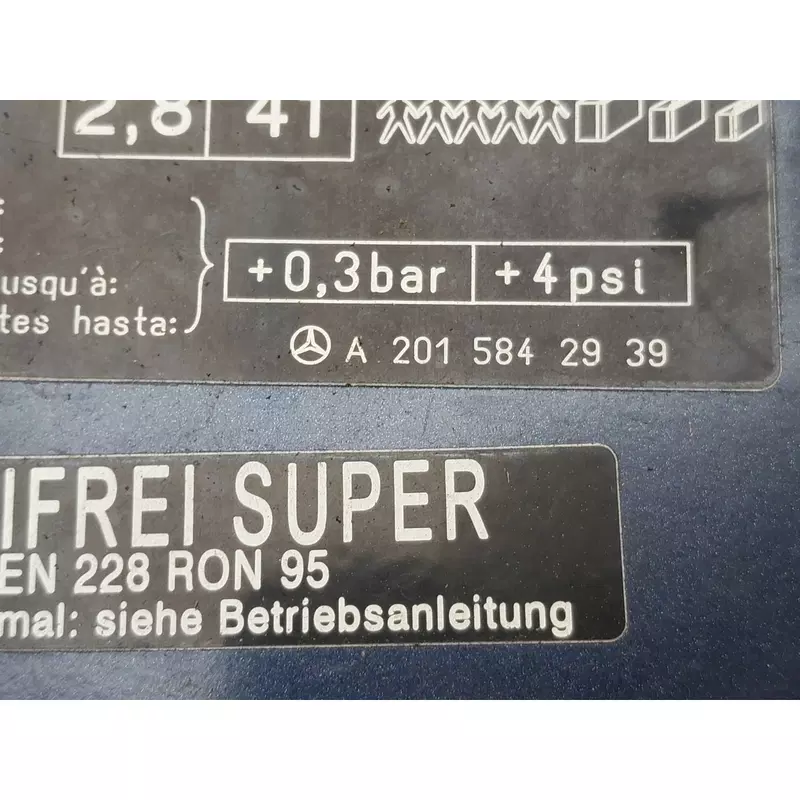 2,8 41
:
:
usqu'à:
tes hasta:
+0,3bar +4psi
A 201 584 29 39
IFREI SUPER
EN 228 RON 95
mal: siehe Betriebsanleitung